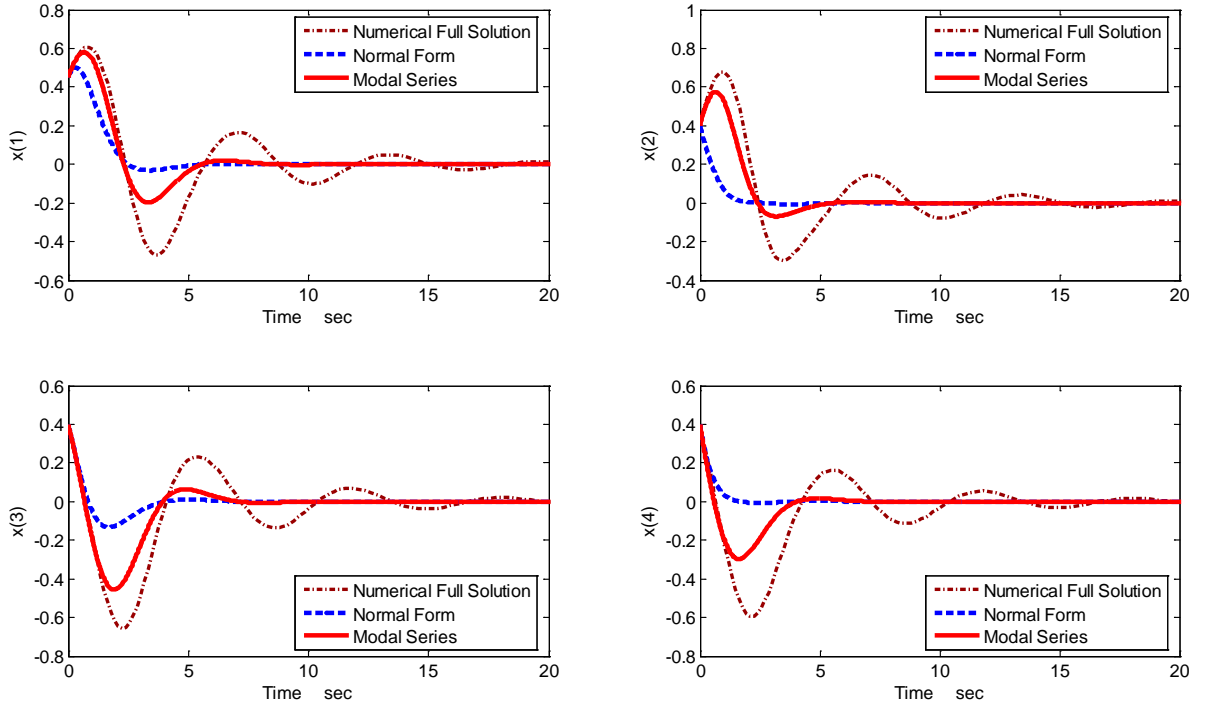 0.8
0.6
0.4
0.2
0
-0.2
-0.4
0.6
x(1)
0 5 10 15 20
Time sec
Numerical Full Solution
Normal Form
Modal Series
1
0.8
0.6
0.4
0.2
0
-0.2
-0.4
x(2)
0 5 10 15 20
Time sec
Numerical Full Solution
Normal Form
Modal Series
0.6
0.4
0.2
0
-0.2
-0.4
-0.6
-0.8
x(3)
0 5 10 15 20
Time sec
Numerical Full Solution
Normal Form
Modal Series
0.6
0.4
0.2
0
-0.2
-0.4
-0.6
-0.8
x(4)
0 5 10 15 20
Time sec
Numerical Full Solution
Normal Form
Modal Series